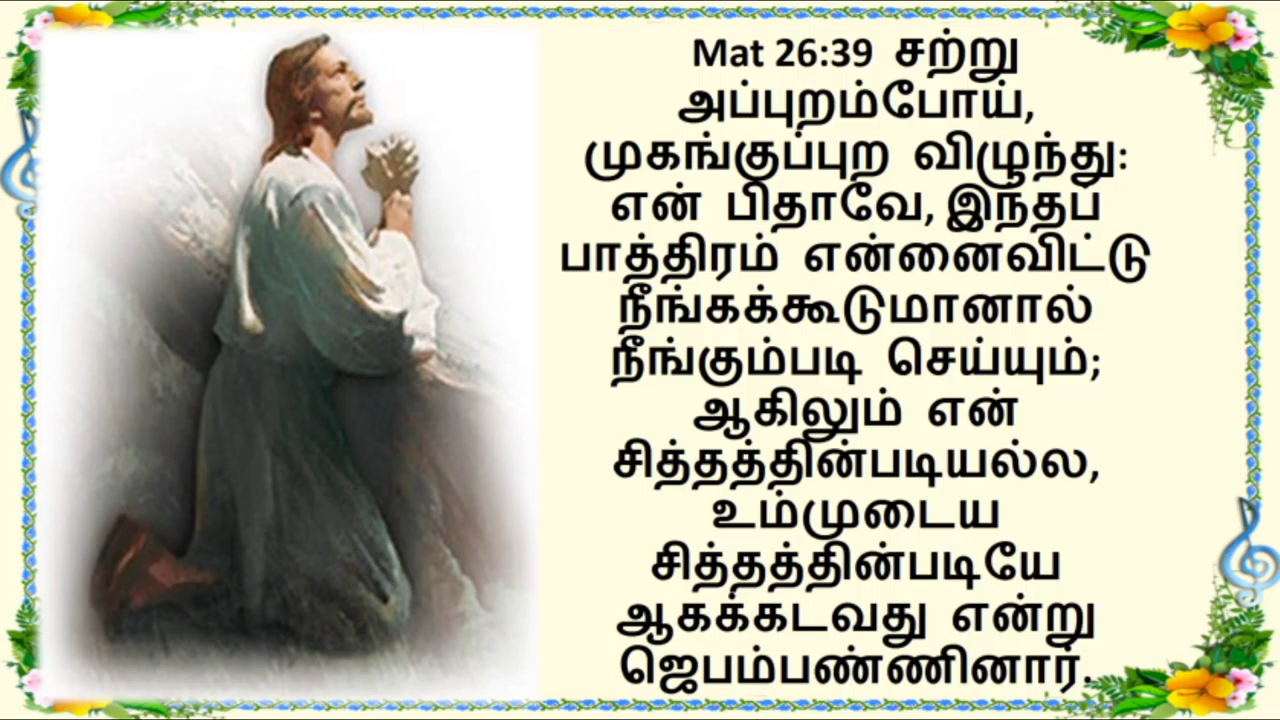 Mat 26:39 சற்று
அப்புறம்போய்,
முகங்குப்புற விழுந்து:
என் பிதாவே, இந்தப்
பாத்திரம் என்னைவிட்டு
நீங்கக்கூடுமானால்
நீங்கும்படி செய்யும்;
ஆகிலும் என்
சித்தத்தின்படியல்ல,
உம்முடைய
சித்தத்தின்படியே
ஆகக்கடவது என்று
ஜெபம்பண்ணினார்.